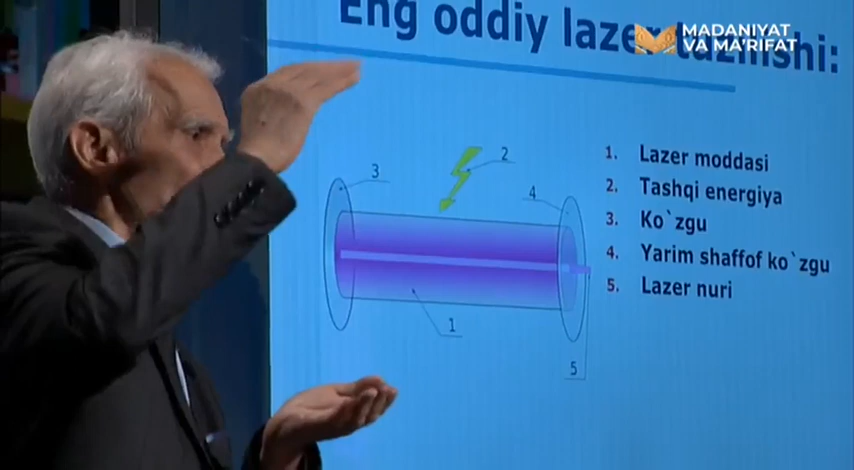 Eng oddiy lazer tuzilishi:
MADANIYAT
VA MA'RIFAT
3
2
4
1
5
1. Lazer moddasi
2. Tashqi energiya
3. Ko`zgu
4. Yarim shaffof ko`zgu
5. Lazer nuri